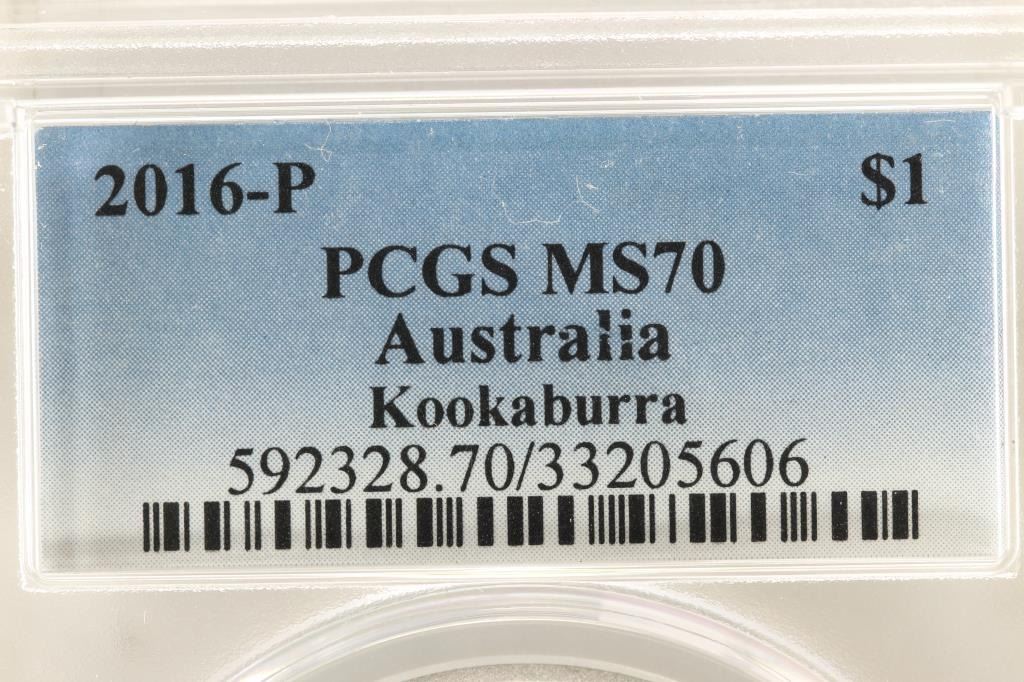 2016-P $1
PCGS MS70
Australia
Kookaburra
592328.70/33205606